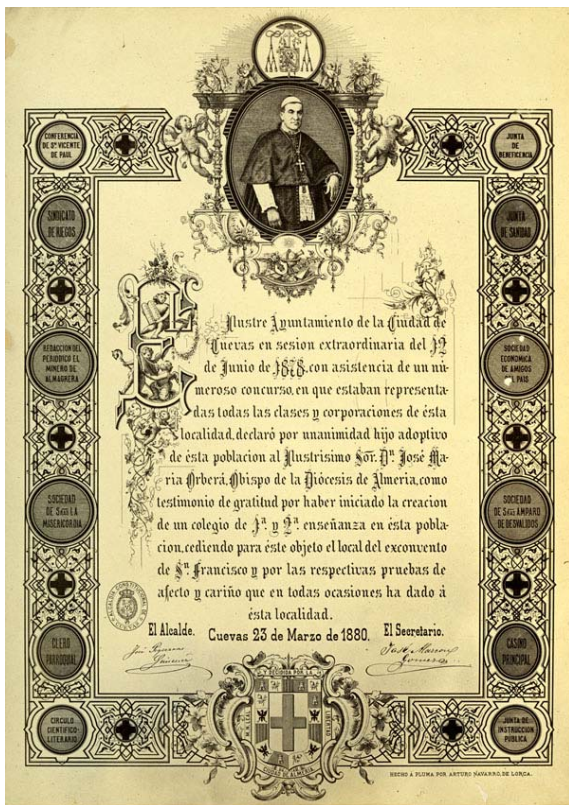 CONFERENCIA
DE Sn. VICENTE
DE PAUL
JUNTA
DE
BENEFICENCIA
SINDICATO
DE RIEGOS
JUNTA
DE SANIDAD
REDACCION DEL
PERIODICO EL
MINERO DE
ALMAGRERA
SOCIEDAD
ECONOMICA
DE AMIGOS
PAIS
SOCIEDAD
DE Sras. LA
MISERICORDIA
SOCIEDAD
DE Sras. AMPARO
DE DESVALIDOS
CLERO
PARROQUIAL
CASINO
PRINCIPAL
CIRCULO
CIENTIFICO-
LITERARIO
JUNTA DE
INSTRUCCION
PUBLICA
El Ilustre Ayuntamiento de la Ciudad de
Cuevas en sesion extraordinaria del 12
de Junio de 1878, con asistencia de un nu-
meroso concurso, en que estaban representa-
das todas las clases y corporaciones de ésta
localidad, declaró por unanimidad hijo adoptivo
de ésta poblacion al Ilustrisimo Sor. Dn. José Ma-
ria Orberá, Obispo de la Diócesis de Almeria, como
testimonio de gratitud por haber iniciado la creacion
de un colegio de 1ª. y 2ª. enseñanza en ésta pobla-
cion, cediendo para éste objeto el local del exconvento
de Sn. Francisco y por las respectivas pruebas de
afecto y cariño que en todas ocasiones ha dado á
ésta localidad.
El Alcalde. Cuevas 23 de Marzo de 1880. El Secretario.
CIUDAD DE ALMERIA
HECHO Á PLUMA POR ARTURO NAVARRO, DE LORCA.